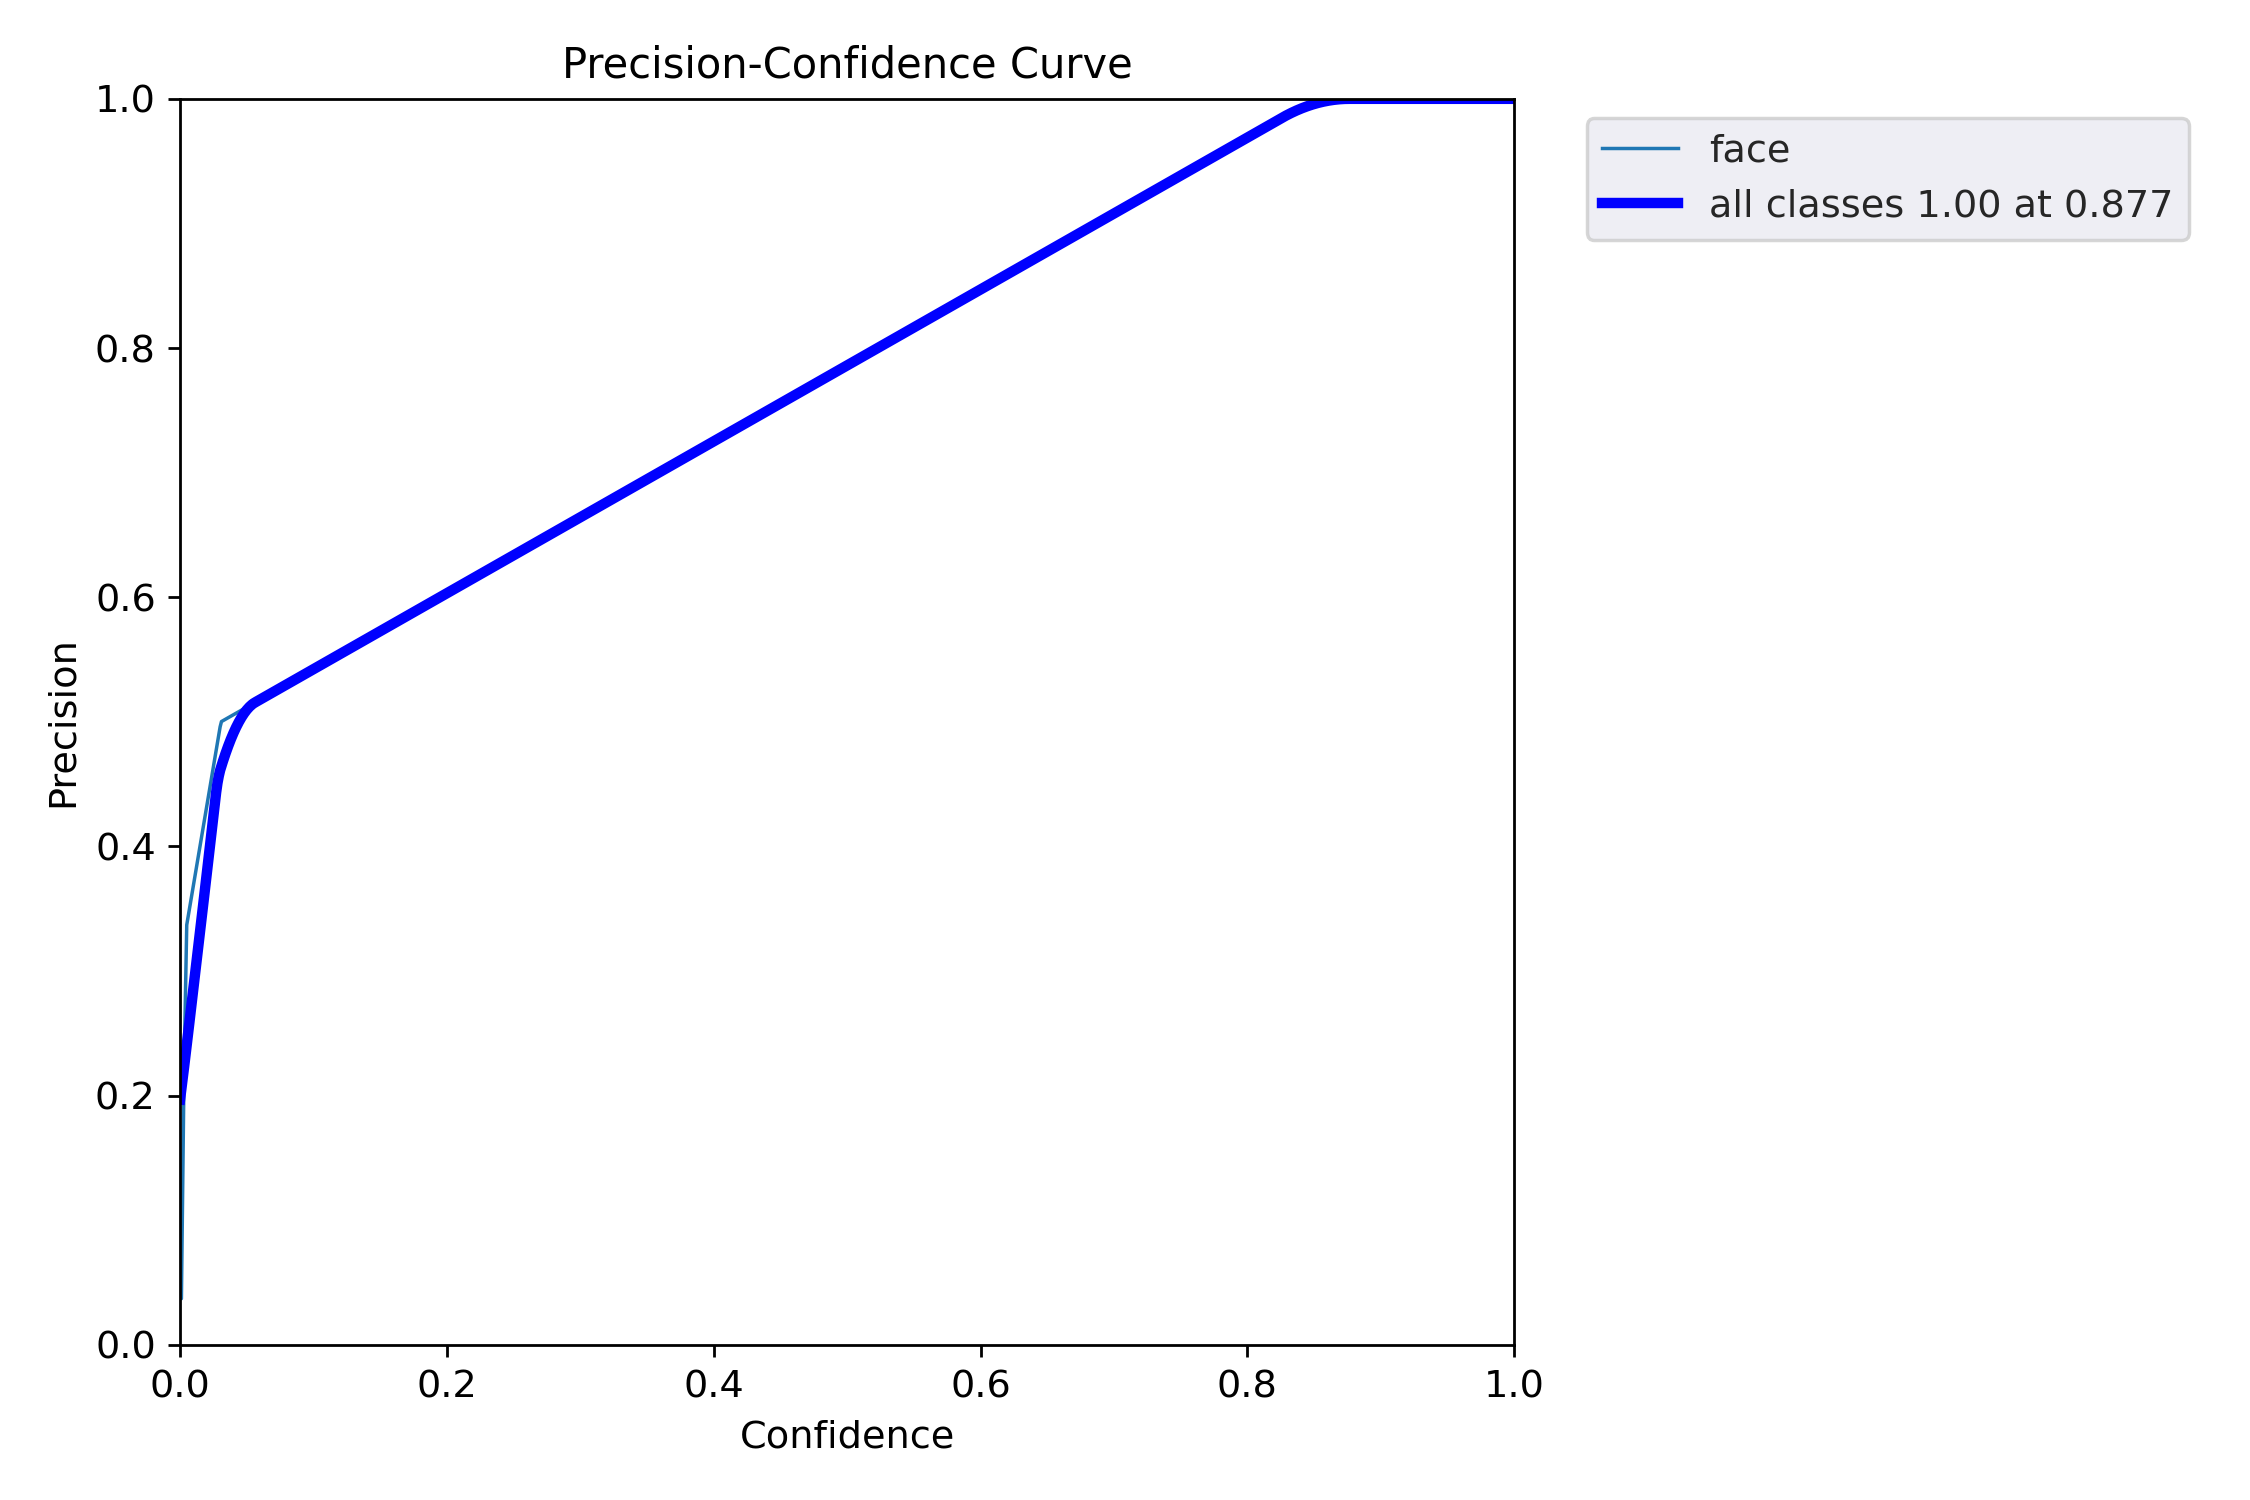 Precision-Confidence Curve
face
all classes 1.00 at 0.877
1.0
0.8
0.6
0.4
0.2
0.0
Precision
0.0 0.2 0.4 0.6 0.8 1.0
Confidence